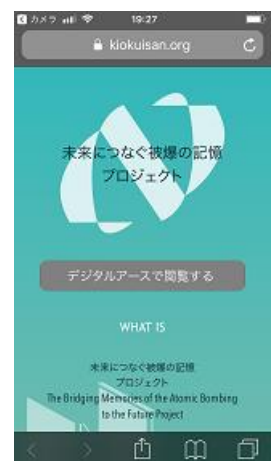 カメラ 19:27
kiokuisan.org
未来につなぐ被爆の記憶
プロジェクト
デジタルアースで閲覧する
WHAT IS
未来につなぐ被爆の記憶
プロジェクト
The Bridging Memories of the Atomic Bombing
to the Future Project